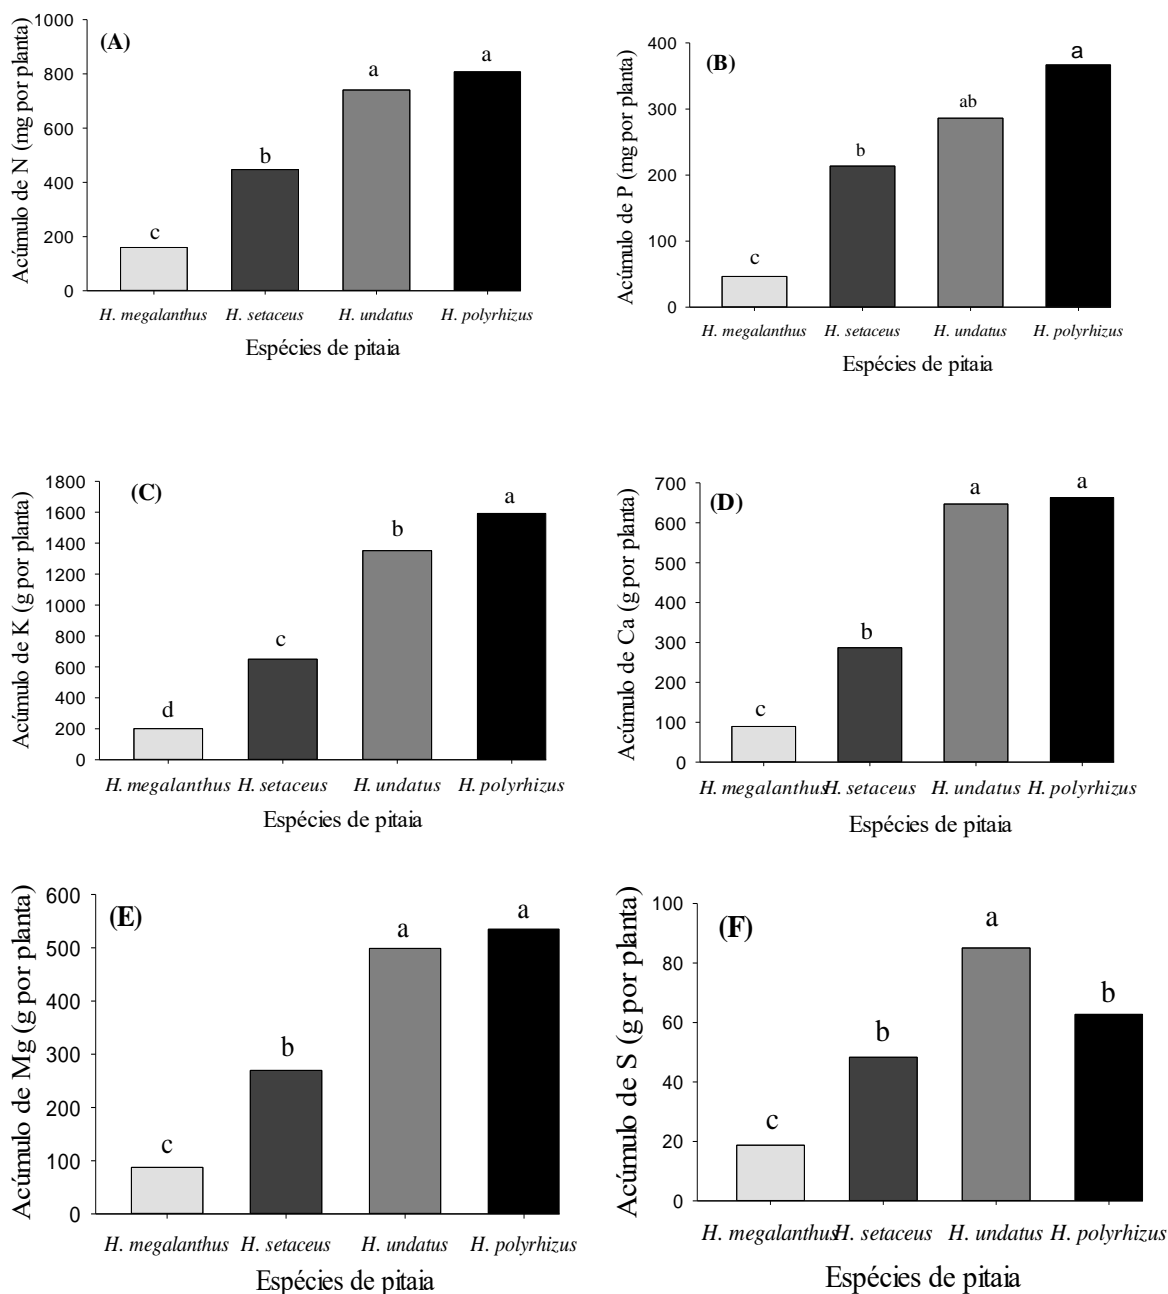 (A)
Acúmulo de N (mg por planta)
1000
800
600
400
200
0
c
b
a
a
H. megalanthus H. setaceus H. undatus H. polyrhizus
Espécies de pitaia
(B)
Acúmulo de P (mg por planta)
400
300
200
100
0
c
b
ab
a
H. megalanthus H. setaceus H. undatus H. polyrhizus
Espécies de pitaia
(C)
Acúmulo de K (g por planta)
1800
1600
1400
1200
1000
800
600
400
200
0
d
c
b
a
H. megalanthus H. setaceus H. undatus H. polyrhizus
Espécies de pitaia
(D)
Acúmulo de Ca (g por planta)
700
600
500
400
300
200
100
0
c
b
a
a
H. megalanthus H. setaceus H. undatus H. polyrhizus
Espécies de pitaia
(E)
Acúmulo de Mg (g por planta)
600
500
400
300
200
100
0
c
b
a
a
H. megalanthus H. setaceus H. undatus H. polyrhizus
Espécies de pitaia
(F)
Acúmulo de S (g por planta)
100
80
60
40
20
0
c
b
a
b
H. megalanthus H. setaceus H. undatus H. polyrhizus
Espécies de pitaia